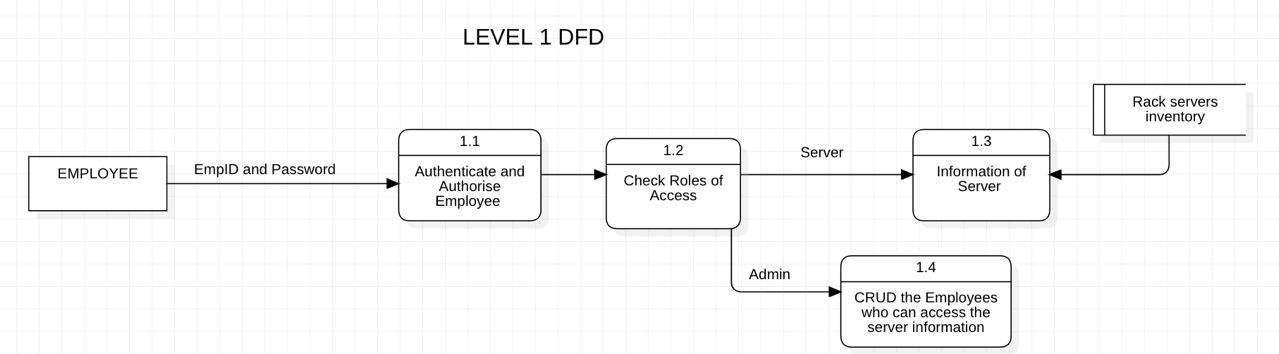 LEVEL 1 DFD
Rack servers
inventory
EMPLOYEE
EmpID and Password
1.1
Authenticate and
Authorise
Employee
1.2
Check Roles of
Access
Server
1.3
Information of
Server
Admin
1.4
CRUD the Employees
who can access the
server information